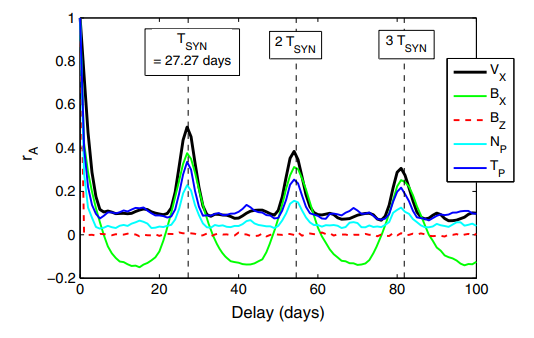 1
0.8
0.6
0.4
0.2
0
−0.2
r_A
T_SYN
= 27.27 days
2 T_SYN
3 T_SYN
V_X
B_X
B_Z
N_P
T_P
0 20 40 60 80 100
Delay (days)